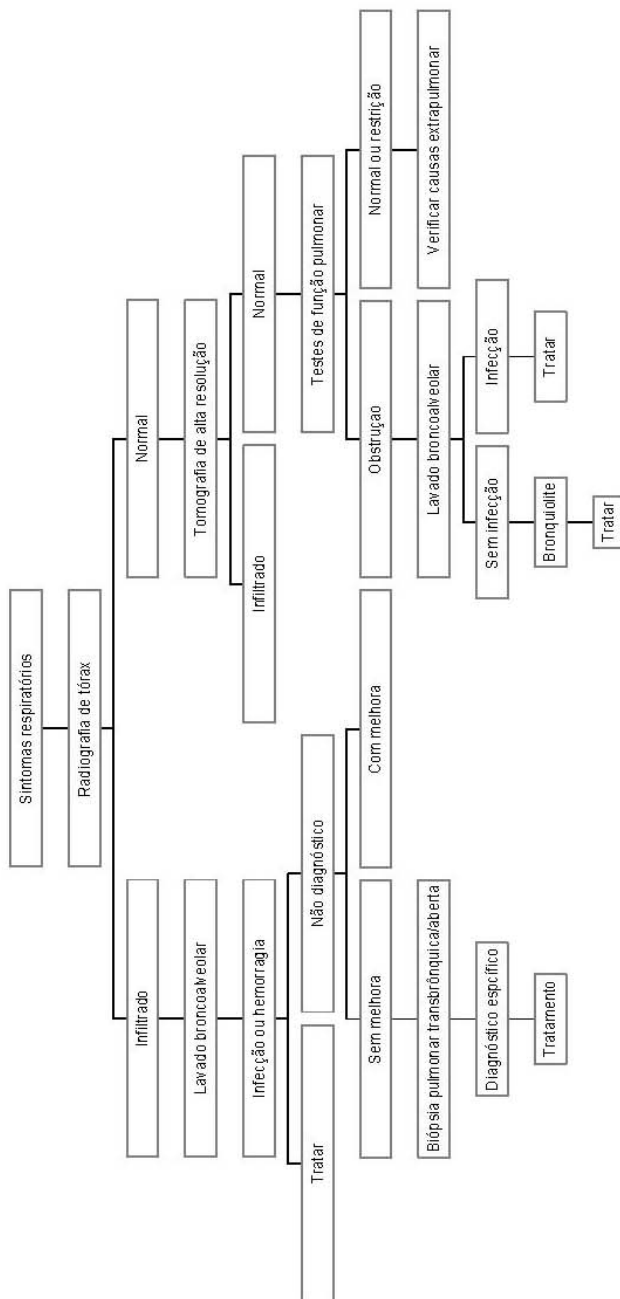 Sintomas respiratórios
Radiografia de tórax
Infiltrado
Normal
Lavado broncoalveolar
Tomografia de alta resolução
Infecção ou hemorragia
Infiltrado
Normal
Tratar
Não diagnóstico
Testes de função pulmonar
Sem melhora
Com melhora
Obstrução
Normal ou restrição
Biópsia pulmonar transbrônquica/aberta
Lavado broncoalveolar
Verificar causas extrapulmonar
Diagnóstico espcífico
Sem infecção
Infecção
Tratamento
Bronquiolite
Tratar
Tratar